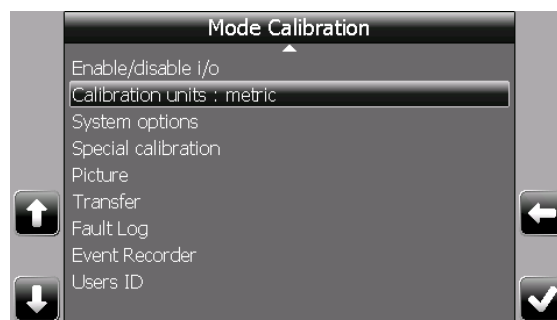 Mode Calibration
Enable/disable i/o
Calibration units : metric
System options
Special calibration
Picture
Transfer
Fault Log
Event Recorder
Users ID